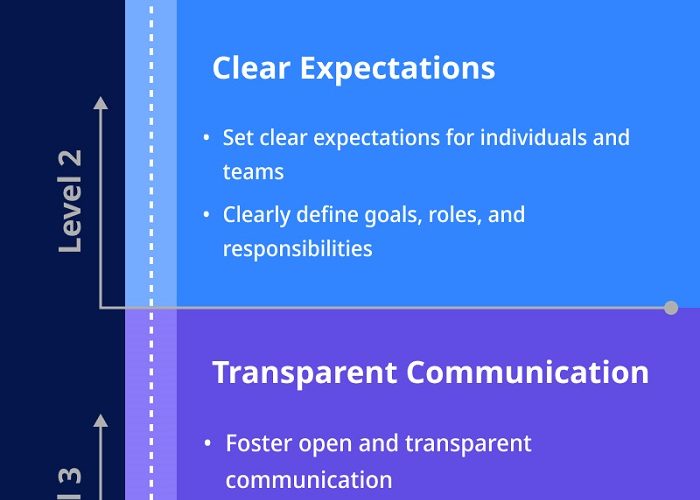 Clear Expectations
• Set clear expectations for individuals and
teams
• Clearly define goals, roles, and
responsibilities
Level 2
Transparent Communication
• Foster open and transparent
communication
l 3